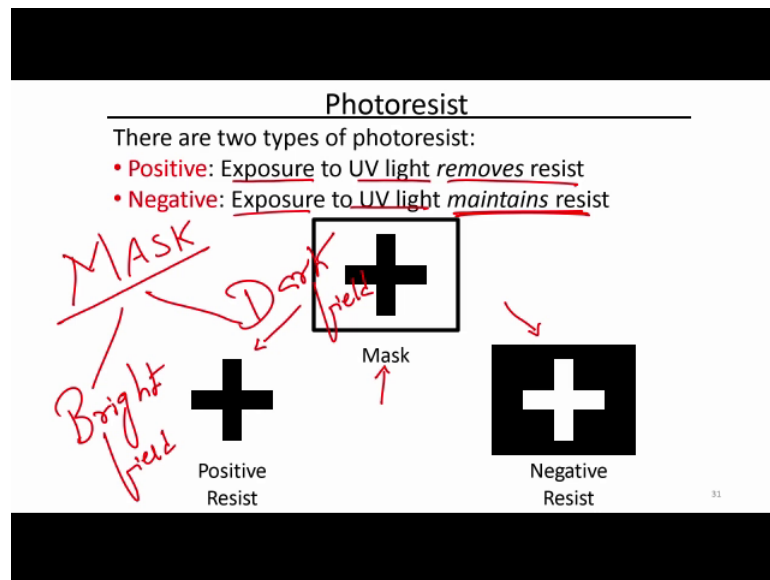 Photoresist
There are two types of photoresist:
• Positive: Exposure to UV light removes resist
• Negative: Exposure to UV light maintains resist
MASK
Dark
field
Mask
Bright
field
Positive
Resist
Negative
Resist
31